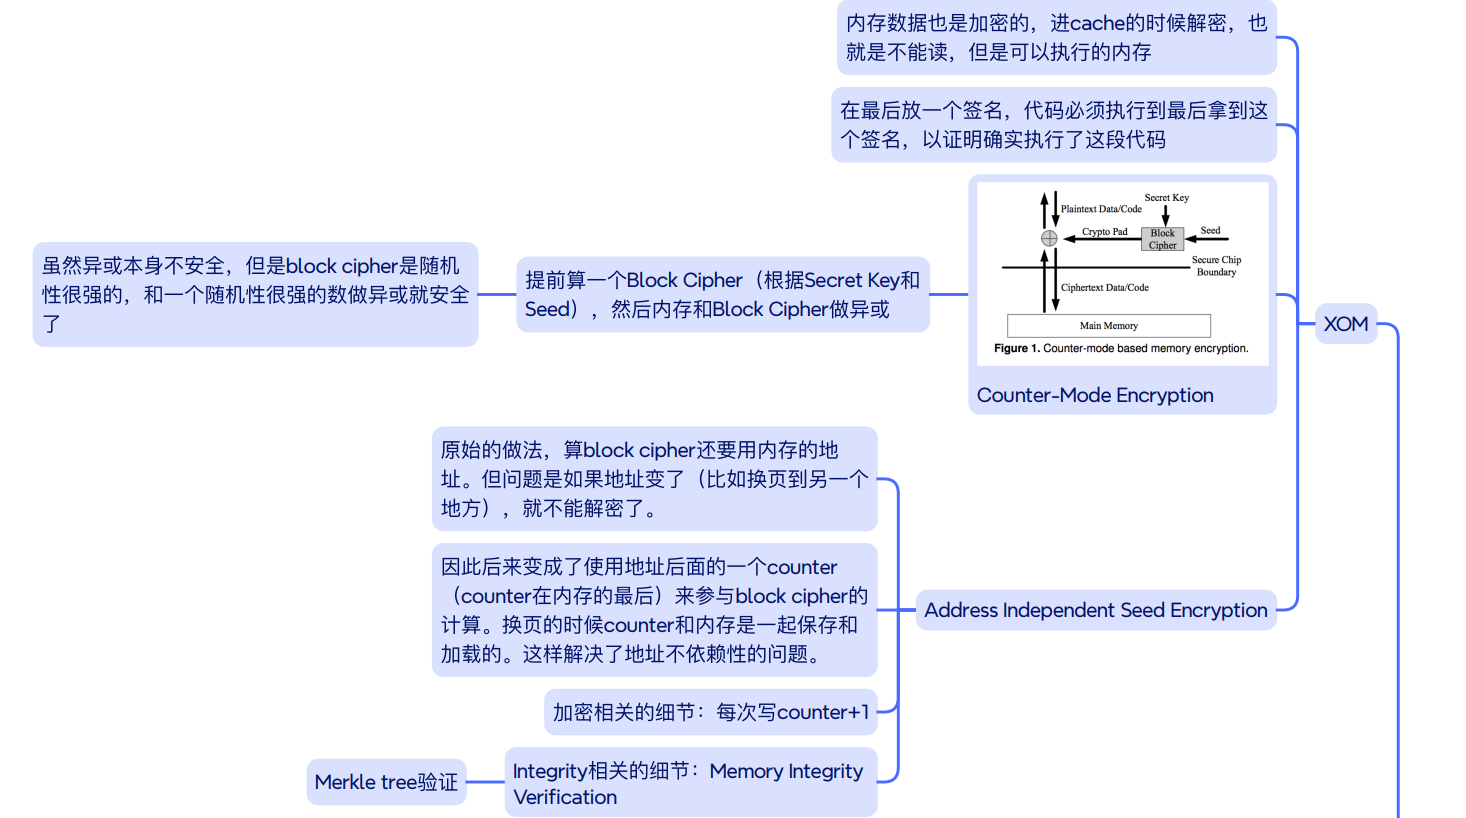 内存数据也是加密的，进cache的时候解密，也
就是不能读，但是可以执行的内存
在最后放一个签名，代码必须执行到最后拿到这
个签名，以证明确实执行了这段代码
Secret Key
Plaintext Data/Code
Crypto Pad
Block
Cipher
Seed
Secure Chip
Boundary
Ciphertext Data/Code
Main Memory
Figure 1. Counter-mode based memory encryption.
Counter-Mode Encryption
提前算一个Block Cipher（根据Secret Key和
Seed），然后内存和Block Cipher做异或
虽然异或本身不安全，但是block cipher是随机
性很强的，和一个随机性很强的数做异或就安全
了
XOM
原始的做法，算block cipher还要用内存的地
址。但问题是如果地址变了（比如换页到另一个
地方），就不能解密了。
因此后来变成了使用地址后面的一个counter
（counter在内存的最后）来参与block cipher的
计算。换页的时候counter和内存是一起保存和
加载的。这样解决了地址不依赖性的问题。
Address Independent Seed Encryption
加密相关的细节：每次写counter+1
Integrity相关的细节：Memory Integrity
Verification
Merkle tree验证